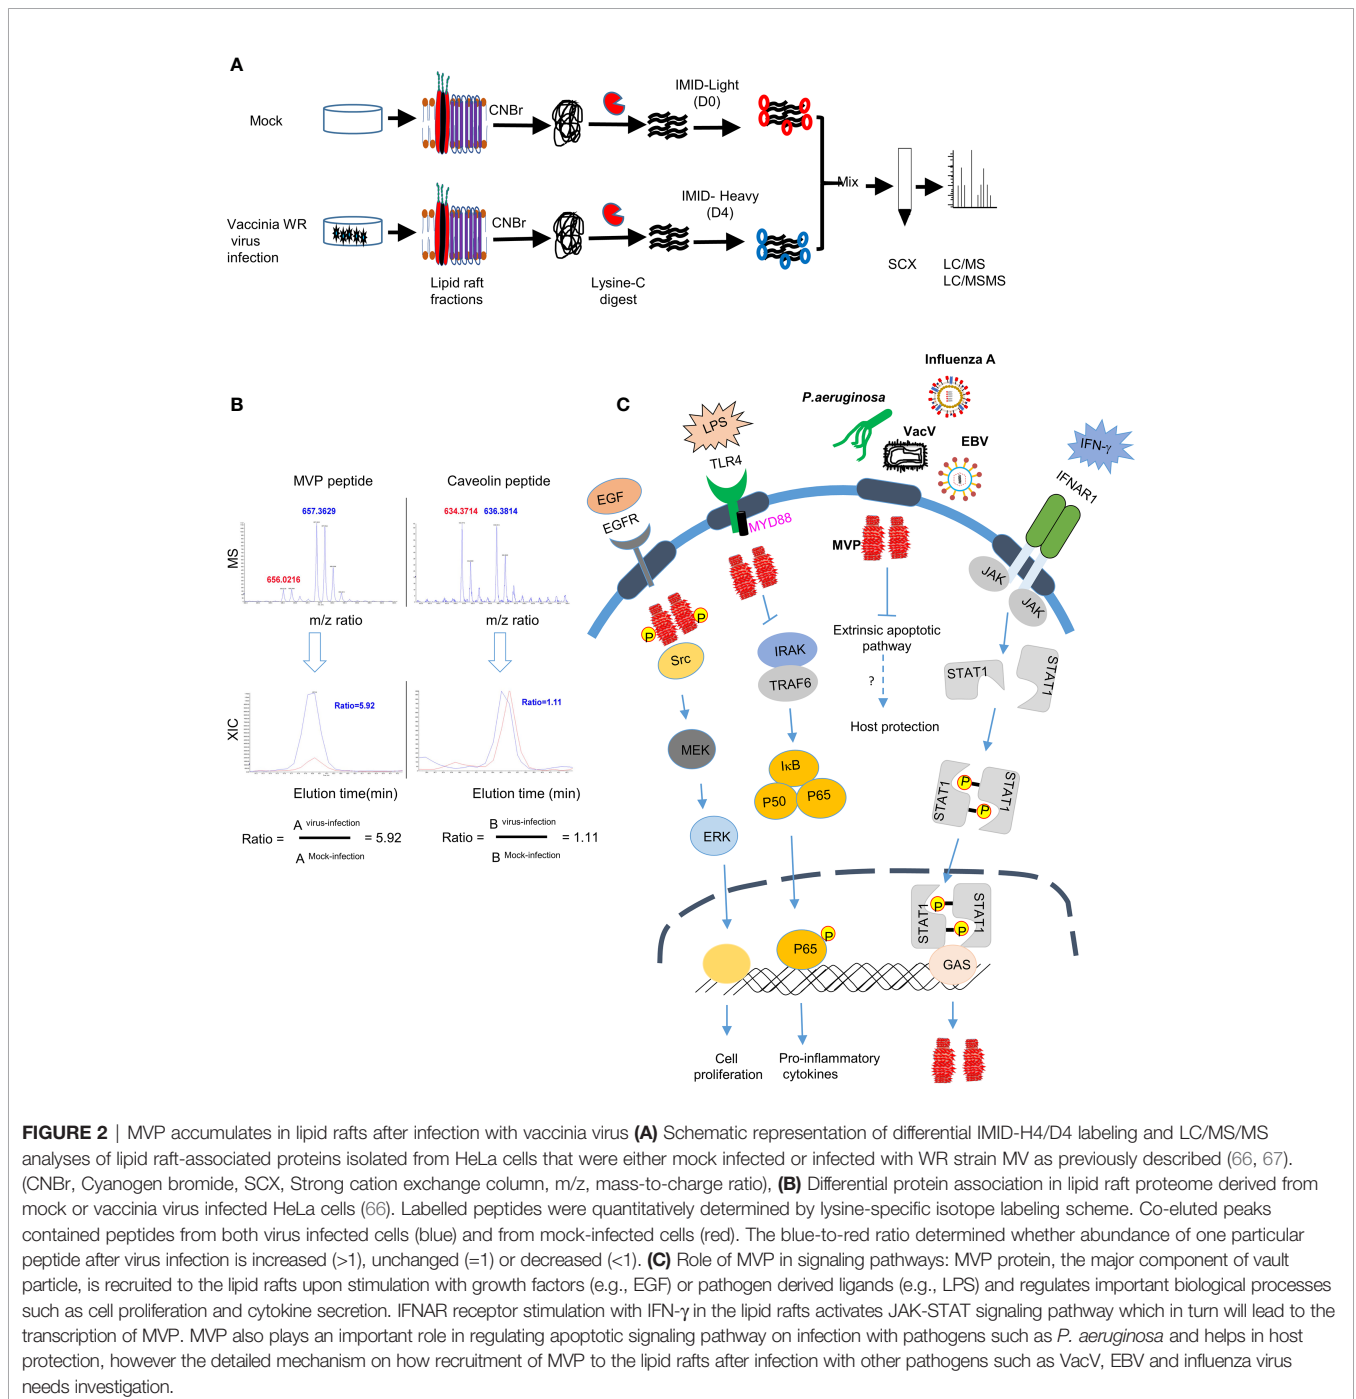 A
Mock
CNBr
IMID-Light
(D0)
Vaccinia WR
virus
infection
CNBr
IMID- Heavy
(D4)
Mix
Lipid raft
fractions
Lysine-C
digest
SCX
LC/MS
LC/MSMS
B
MVP peptide
Caveolin peptide
657.3629
656.0216
634.3714
636.3814
MS
m/z ratio
m/z ratio
XIC
Ratio=5.92
Ratio=1.11
Elution time(min)
Elution time (min)
Ratio = A virus-infection / A Mock-infection = 5.92
Ratio = B virus-infection / B Mock-infection = 1.11
C
LPS
TLR4
MYD88
EGF
EGFR
P.aeruginosa
Influenza A
VacV
EBV
IFN-γ
IFNAR1
MVP
JAK
JAK
P
P
Src
IRAK
TRAF6
Extrinsic apoptotic
pathway
?
Host protection
STAT1
STAT1
MEK
IκB
P50
P65
STAT1
P
P
STAT1
ERK
STAT1
P
P
STAT1
P65
P
GAS
Cell
proliferation
Pro-inflammatory
cytokines
FIGURE 2 | MVP accumulates in lipid rafts after infection with vaccinia virus (A) Schematic representation of differential IMID-H4/D4 labeling and LC/MS/MS
analyses of lipid raft-associated proteins isolated from HeLa cells that were either mock infected or infected with WR strain MV as previously described (66, 67).
(CNBr, Cyanogen bromide, SCX, Strong cation exchange column, m/z, mass-to-charge ratio), (B) Differential protein association in lipid raft proteome derived from
mock or vaccinia virus infected HeLa cells (66). Labelled peptides were quantitatively determined by lysine-specific isotope labeling scheme. Co-eluted peaks
contained peptides from both virus infected cells (blue) and from mock-infected cells (red). The blue-to-red ratio determined whether abundance of one particular
peptide after virus infection is increased (>1), unchanged (=1) or decreased (<1). (C) Role of MVP in signaling pathways: MVP protein, the major component of vault
particle, is recruited to the lipid rafts upon stimulation with growth factors (e.g., EGF) or pathogen derived ligands (e.g., LPS) and regulates important biological processes
such as cell proliferation and cytokine secretion. IFNAR receptor stimulation with IFN-γ in the lipid rafts activates JAK-STAT signaling pathway which in turn will lead to the
transcription of MVP. MVP also plays an important role in regulating apoptotic signaling pathway on infection with pathogens such as P. aeruginosa and helps in host
protection, however the detailed mechanism on how recruitment of MVP to the lipid rafts after infection with other pathogens such as VacV, EBV and influenza virus
needs investigation.